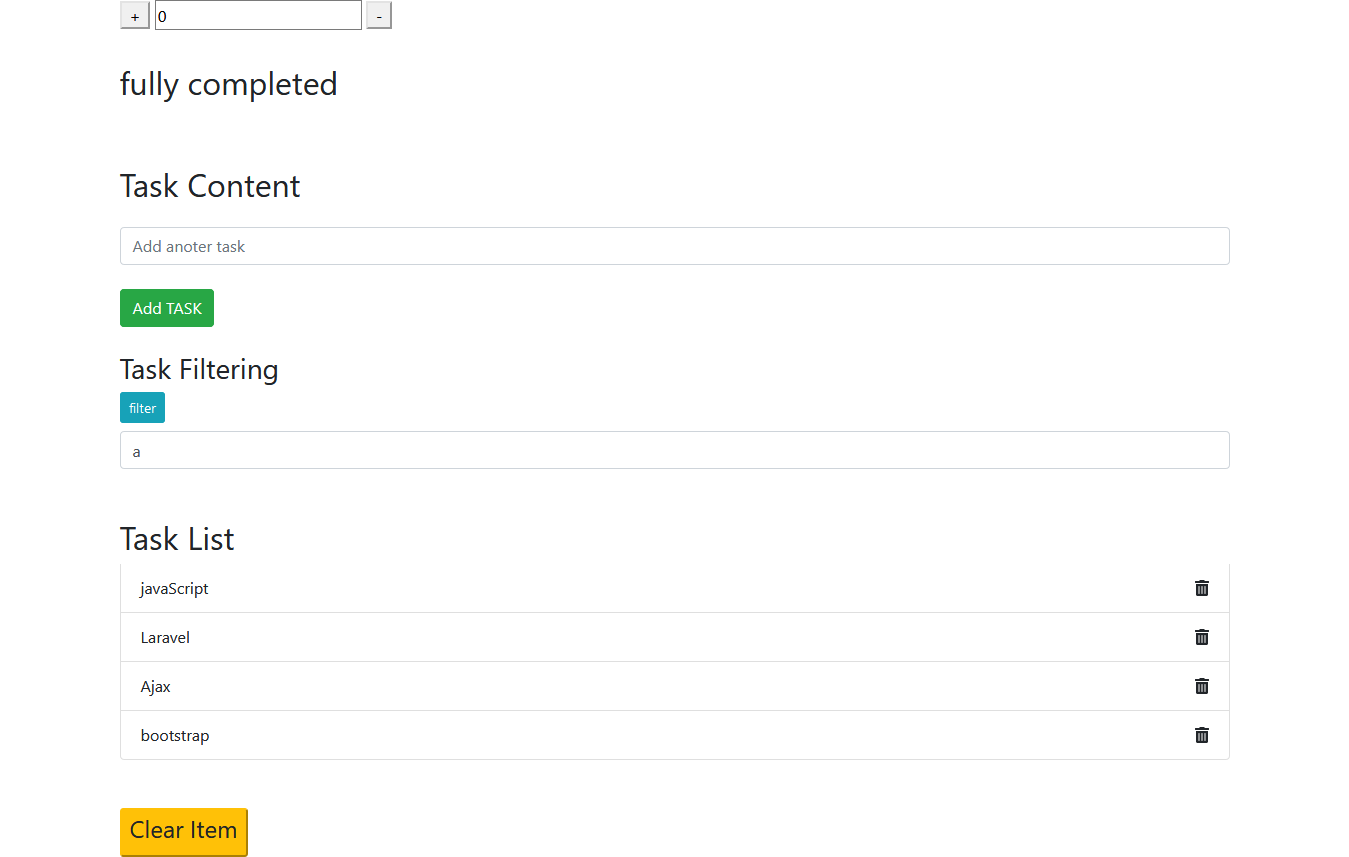 + 0 -
fully completed
Task Content
Add anoter task
Add TASK
Task Filtering
filter
a
Task List
javaScript
Laravel
Ajax
bootstrap
Clear Item